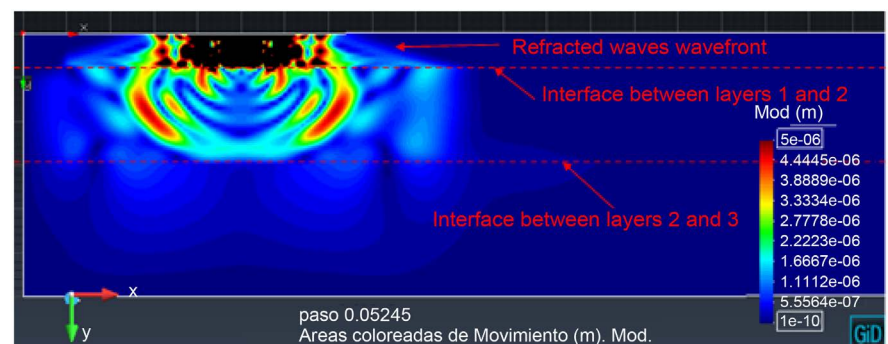 x
Refracted waves wavefront
Interface between layers 1 and 2
Mod (m)
5e-06
4.4445e-06
3.8889e-06
3.3334e-06
2.7778e-06
2.2223e-06
1.6667e-06
1.1112e-06
5.5564e-07
1e-10
Interface between layers 2 and 3
x
y
paso 0.05245
Areas coloreadas de Movimiento (m). Mod.
GiD